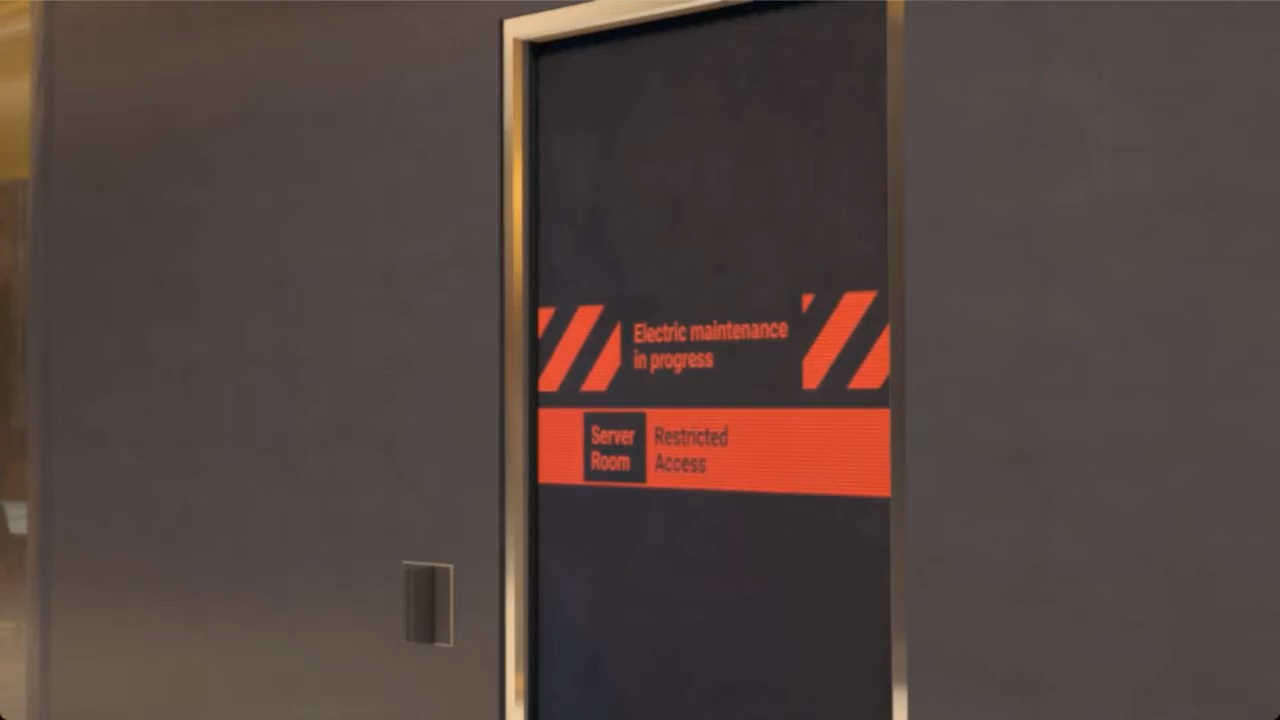 Electric maintenance
in progress
Server
Room
Restricted
Access